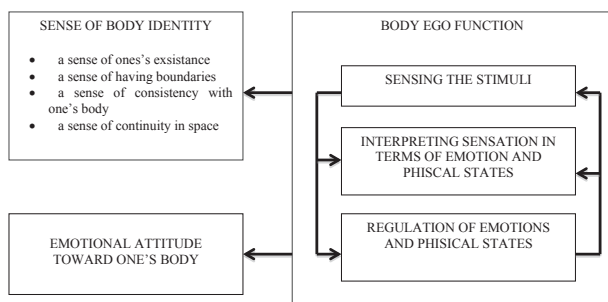 SENSE OF BODY IDENTITY
• a sense of ones's exsistance
• a sense of having boundaries
• a sense of consistency with
one's body
• a sense of continuity in space
EMOTIONAL ATTITUDE
TOWARD ONE'S BODY
BODY EGO FUNCTION
SENSING THE STIMULI
INTERPRETING SENSATION IN
TERMS OF EMOTION AND
PHISCAL STATES
REGULATION OF EMOTIONS
AND PHISICAL STATES